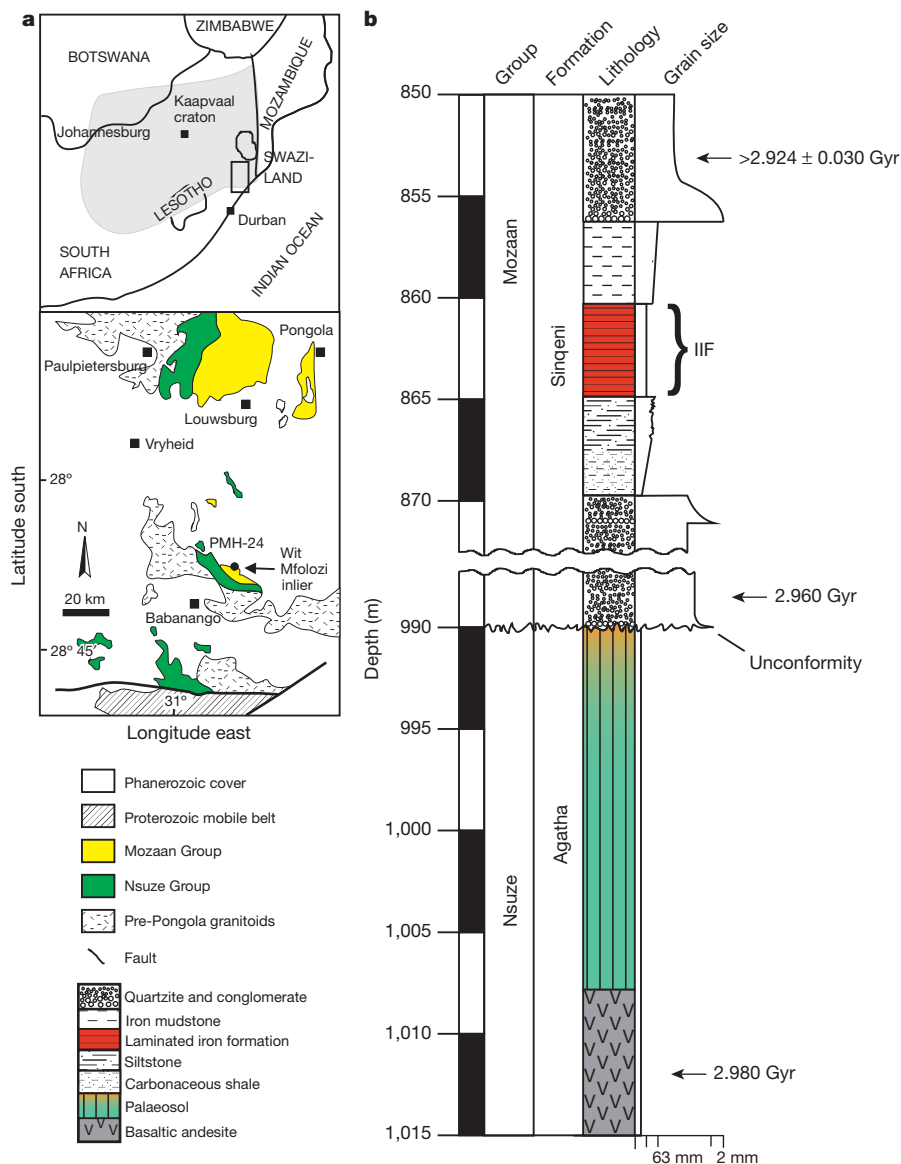 a
ZIMBABWE
BOTSWANA
MOZAMBIQUE
Kaapvaal
craton
Johannesburg
SWAZI-
LAND
LESOTHO
Durban
SOUTH
AFRICA
INDIAN OCEAN
Pongola
Paulpietersburg
Louwsburg
Vryheid
28°
Latitude south
N
PMH-24
Wit
Mfolozi
inlier
20 km
Babanango
28° 45′
31°
Longitude east
Phanerozoic cover
Proterozoic mobile belt
Mozaan Group
Nsuze Group
Pre-Pongola granitoids
Fault
Quartzite and conglomerate
Iron mudstone
Laminated iron formation
Siltstone
Carbonaceous shale
Palaeosol
Basaltic andesite
b
Group
Formation
Lithology
Grain size
850
>2.924 ± 0.030 Gyr
855
Mozaan
860
Sinqeni
IIF
865
870
Depth (m)
2.960 Gyr
990
Unconformity
995
1,000
Agatha
Nsuze
1,005
1,010
2.980 Gyr
1,015
63 mm
2 mm